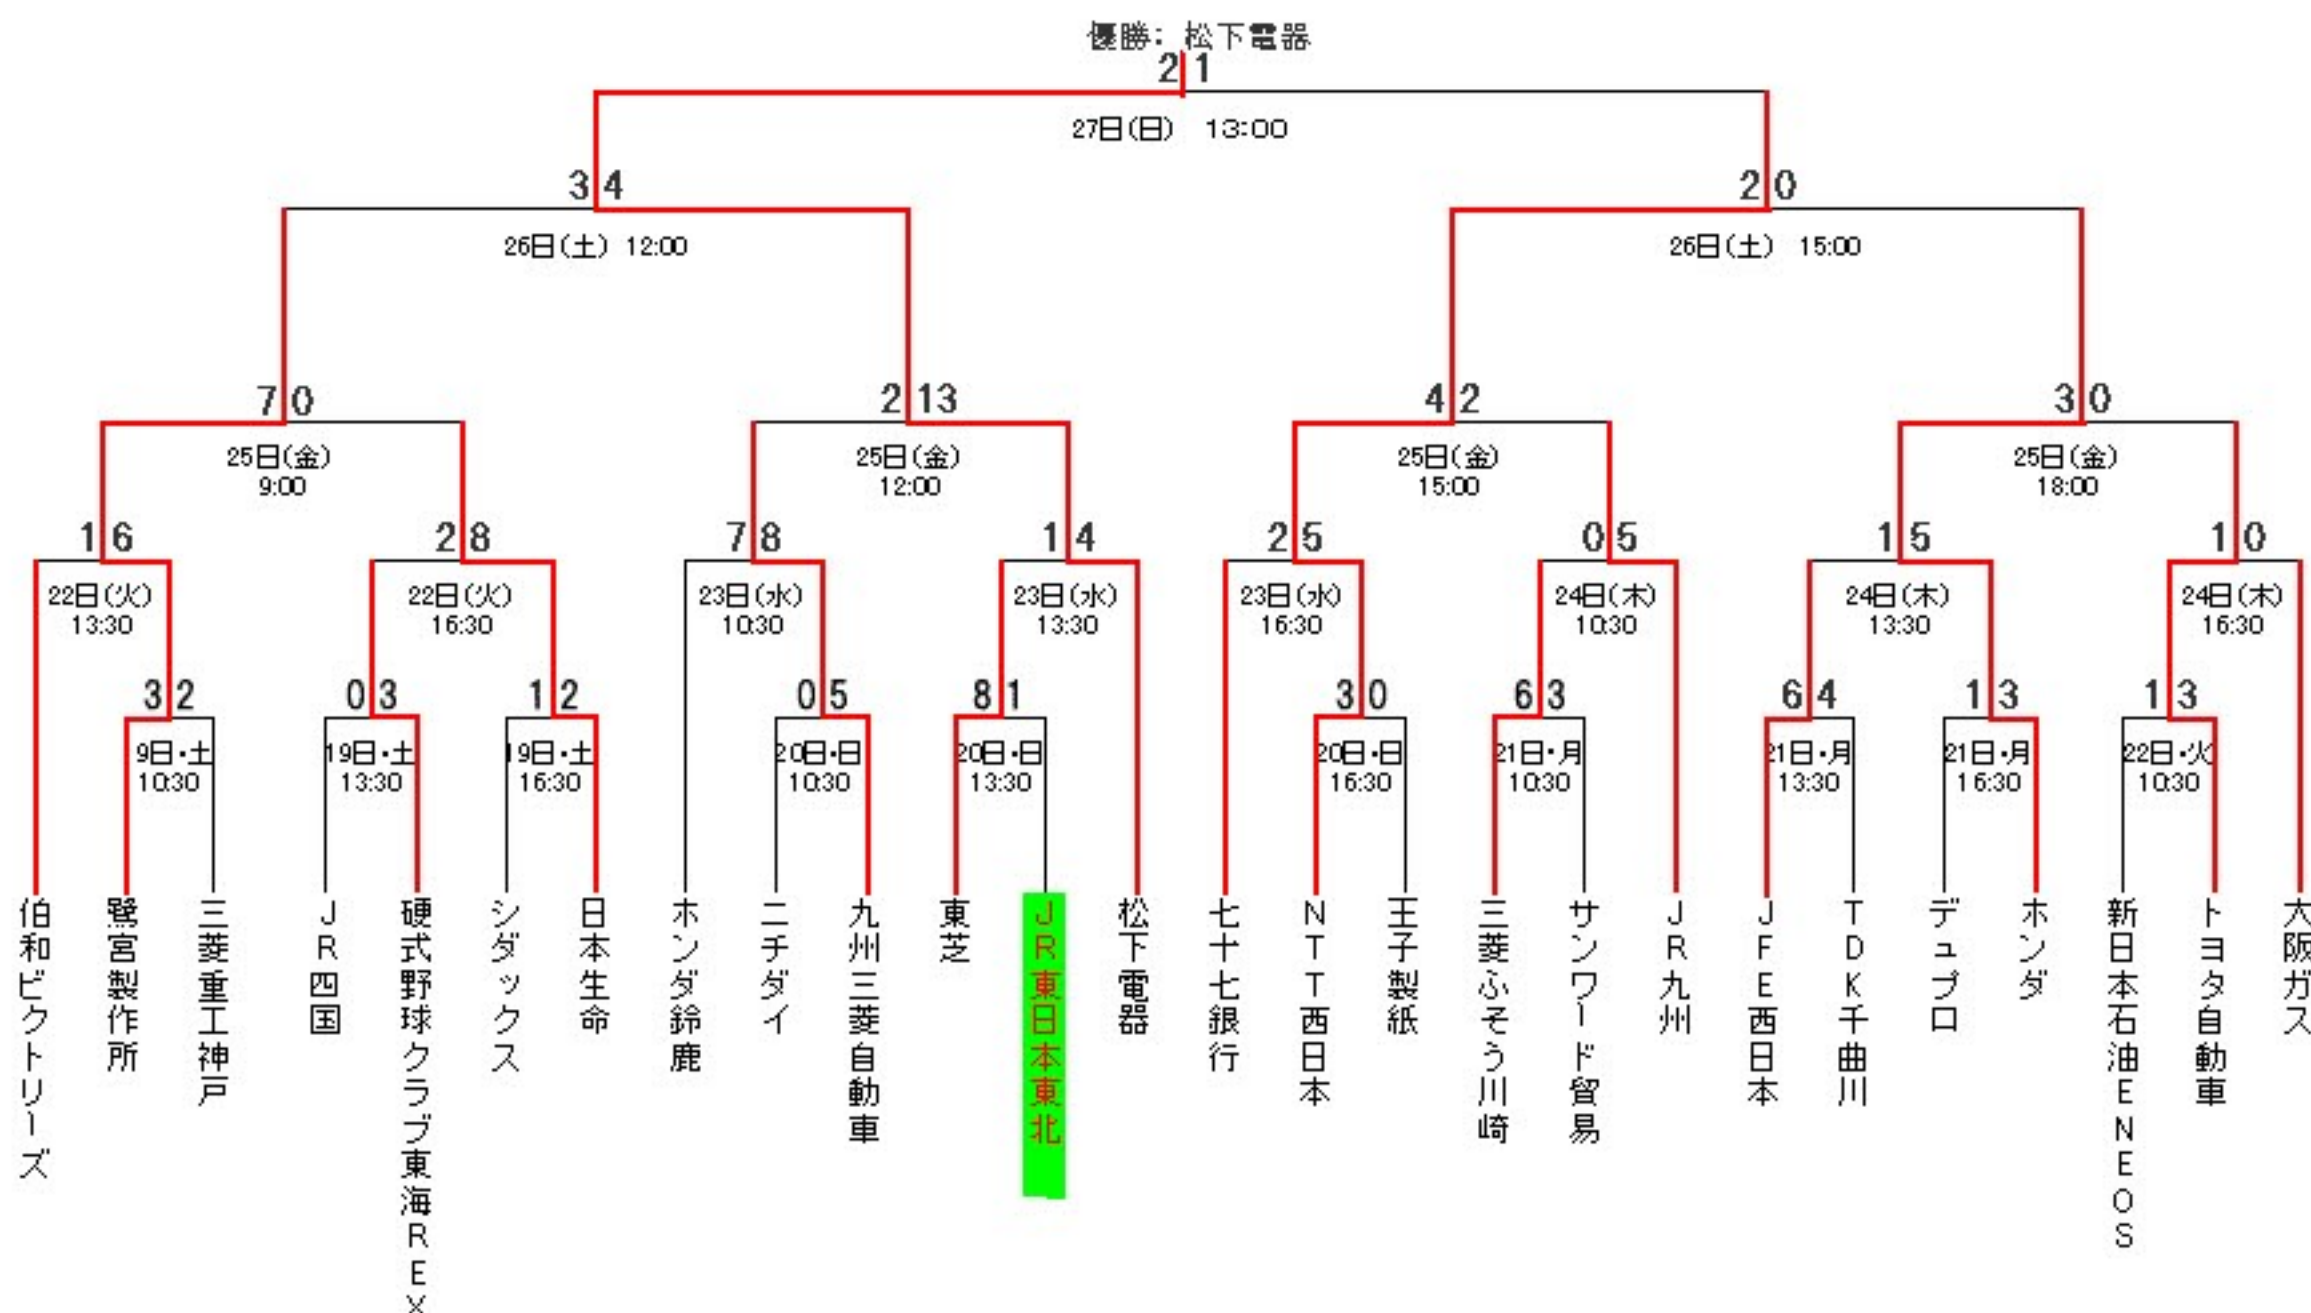 優勝: 松下電器
2 1
27日(日) 13:00
3 4 2 0
26日(土) 12:00 26日(土) 15:00
7 0 2 13 4 2 3 0
25日(金) 25日(金) 25日(金) 25日(金)
9:00 12:00 15:00 18:00
1 6 2 8 7 8 1 4 2 5 0 5 1 5 1 0
22日(火) 22日(火) 23日(水) 23日(水) 23日(水) 24日(木) 24日(木) 24日(木)
13:30 16:30 10:30 13:30 16:30 10:30 13:30 16:30
3 2 0 3 1 2 0 5 8 1 3 0 6 3 6 4 1 3 1 3
9日・土 19日・土 19日・土 20日・日 20日・日 20日・日 21日・月 21日・月 21日・月 22日・火
10:30 13:30 16:30 10:30 13:30 16:30 10:30 13:30 16:30 10:30
伯和ビクトリーズ
鷺宮製作所
三菱重工神戸
JR四国
硬式野球クラブ東海REX
シダックス
日本生命
ホンダ鈴鹿
ニチダイ
九州三菱自動車
東芝
JR東日本東北
松下電器
七十七銀行
NTT西日本
王子製紙
三菱ふそう川崎
サンワード貿易
JR九州
JFE西日本
TDK千曲川
デュプロ
ホンダ
新日本石油ENEOS
トヨタ自動車
大阪ガス